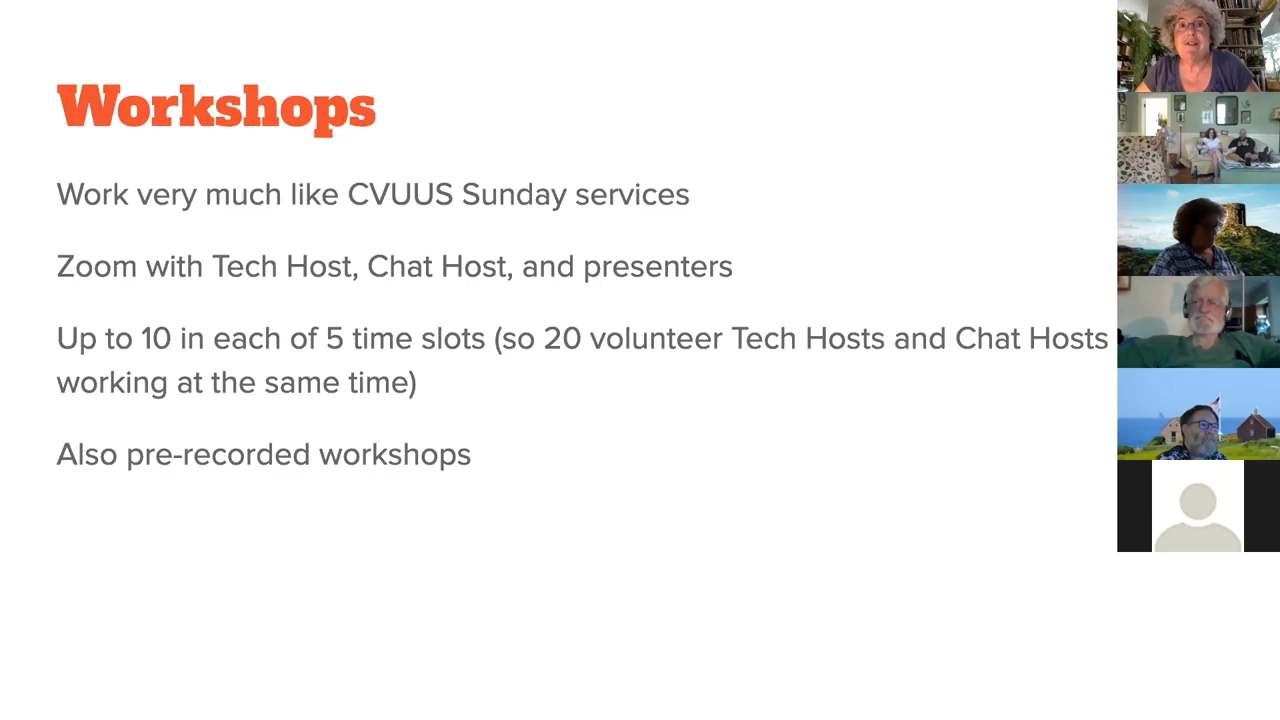 Workshops
Work very much like CVUUS Sunday services
Zoom with Tech Host, Chat Host, and presenters
Up to 10 in each of 5 time slots (so 20 volunteer Tech Hosts and Chat Hosts
working at the same time)
Also pre-recorded workshops